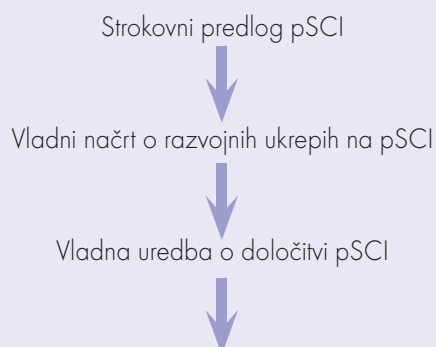 Strokovni predlog pSCI
Vladni načrt o razvojnih ukrepih na pSCI
Vladna uredba o določitvi pSCI